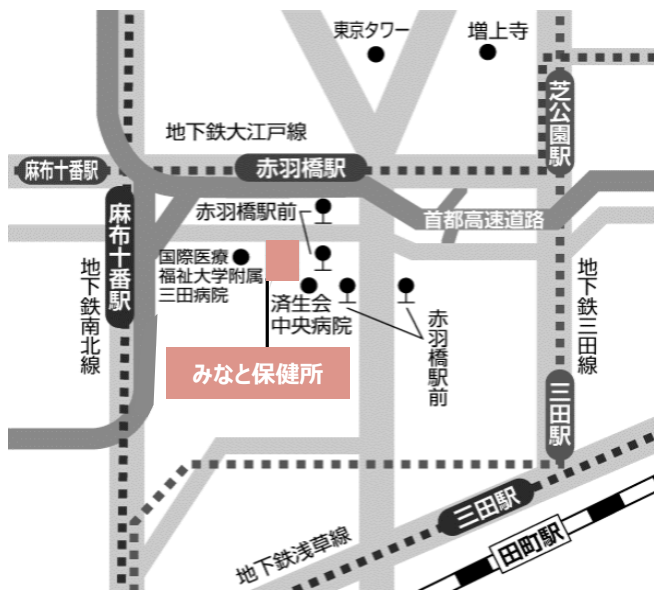 東京タワー
増上寺
地下鉄大江戸線
芝公園駅
麻布十番駅
赤羽橋駅
麻布十番駅
赤羽橋駅前
首都高速道路
国際医療
福祉大学附属
三田病院
地下鉄南北線
済生会
中央病院
赤羽橋駅前
地下鉄三田線
みなと保健所
三田駅
三田駅
田町駅
地下鉄浅草線